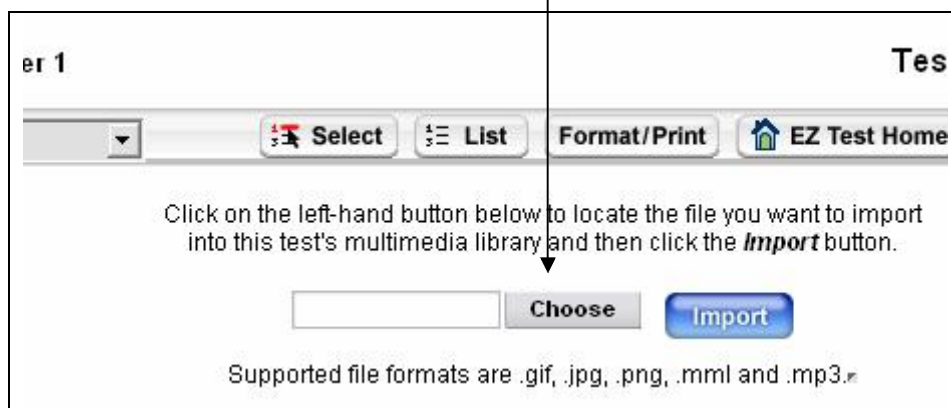 er 1 Tes
Select List Format/Print EZ Test Home
Click on the left-hand button below to locate the file you want to import
into this test's multimedia library and then click the Import button.
Choose Import
Supported file formats are .gif, .jpg, .png, .mml and .mp3.